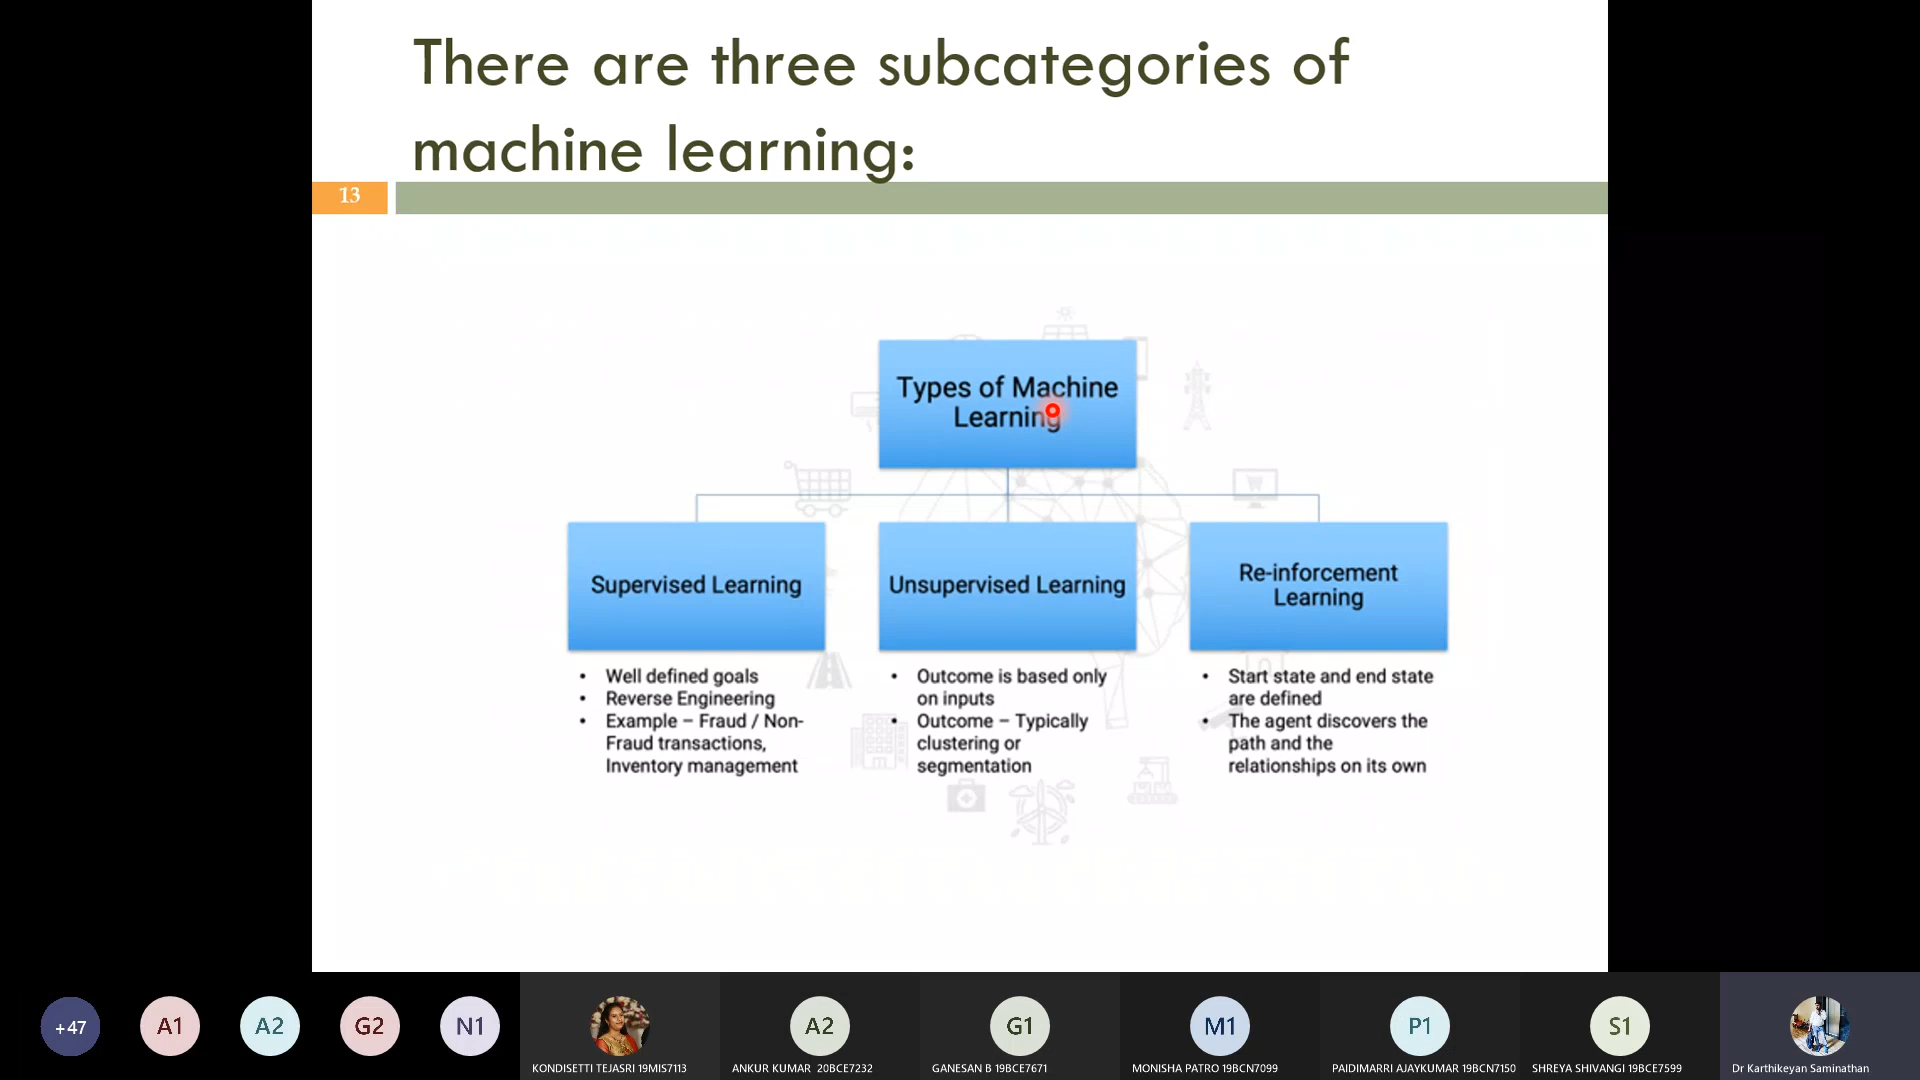 There are three subcategories of
machine learning:
13
Types of Machine
Learning
Supervised Learning
Unsupervised Learning
Re-inforcement
Learning
• Well defined goals
• Reverse Engineering
• Example – Fraud / Non-
Fraud transactions,
Inventory management
• Outcome is based only
on inputs
• Outcome – Typically
clustering or
segmentation
• Start state and end state
are defined
• The agent discovers the
path and the
relationships on its own
+47
A1
A2
G2
N1
A2
G1
M1
P1
S1
KONDISETTI TEJASRI 19MIS7113
ANKUR KUMAR 20BCE7232
GANESAN B 19BCE7671
MONISHA PATRO 19BCN7099
PAIDIMARRI AJAYKUMAR 19BCN7150
SHREYA SHIVANGI 19BCE7599
Dr Karthikeyan Saminathan